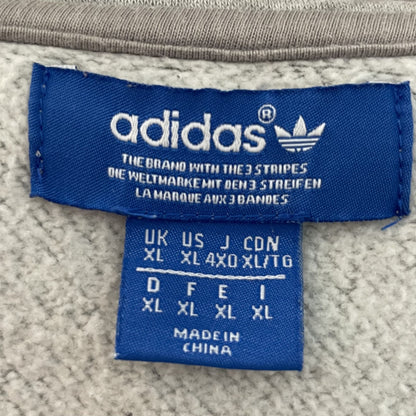 adidas®
THE BRAND WITH THE 3 STRIPES
DIE WELTMARKE MIT DEN 3 STREIFEN
LA MARQUE AUX 3 BANDES
UK US J CDN
XL XL 4XO XL/TG
D F E I
XL XL XL XL
MADE IN
CHINA